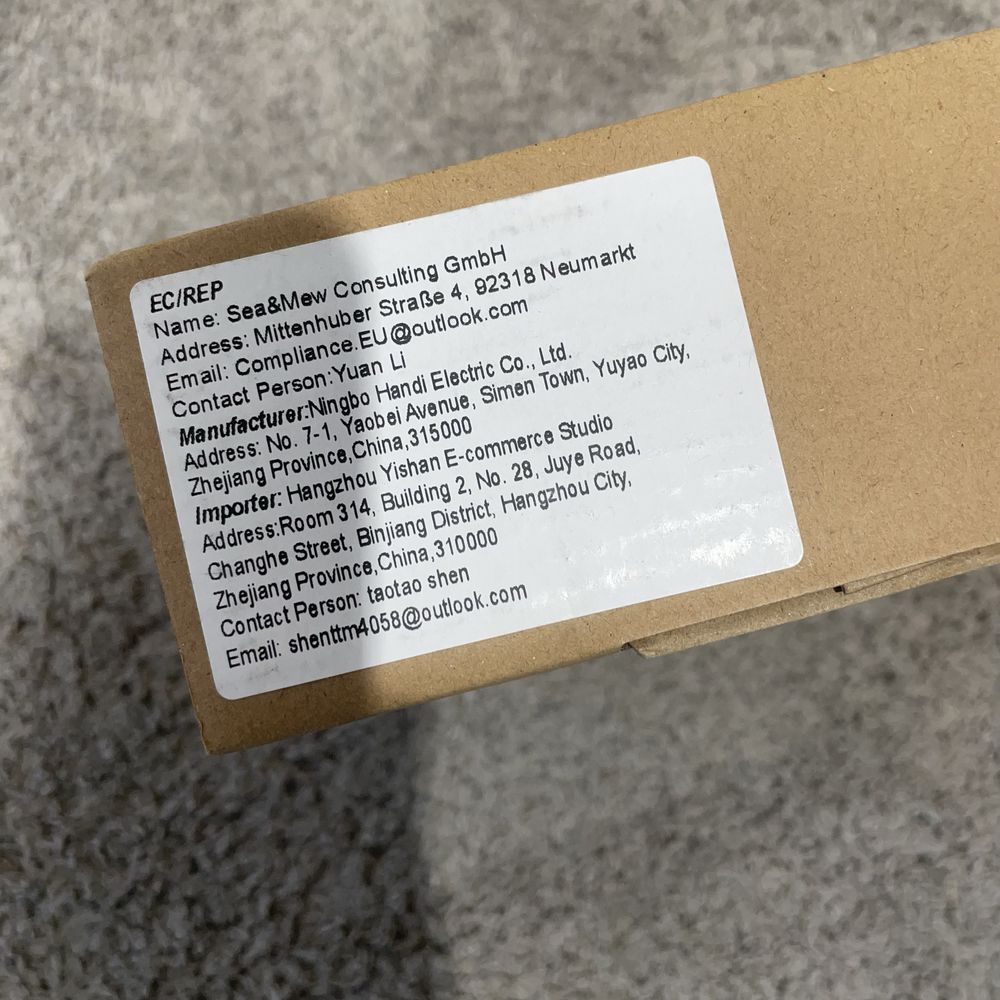 EC/REP
Name: Sea&Mew Consulting GmbH
Address: Mittenhuber Straße 4, 92318 Neumarkt
Email: Compliance.EU@outlook.com
Contact Person:Yuan Li
Manufacturer:Ningbo Handi Electric Co., Ltd.
Address: No. 7-1, Yaobei Avenue, Simen Town, Yuyao City,
Zhejiang Province,China,315000
Importer: Hangzhou Yishan E-commerce Studio
Address:Room 314, Building 2, No. 28, Juye Road,
Changhe Street, Binjiang District, Hangzhou City,
Zhejiang Province,China,310000
Contact Person: taotao shen
Email: shenttm4058@outlook.com